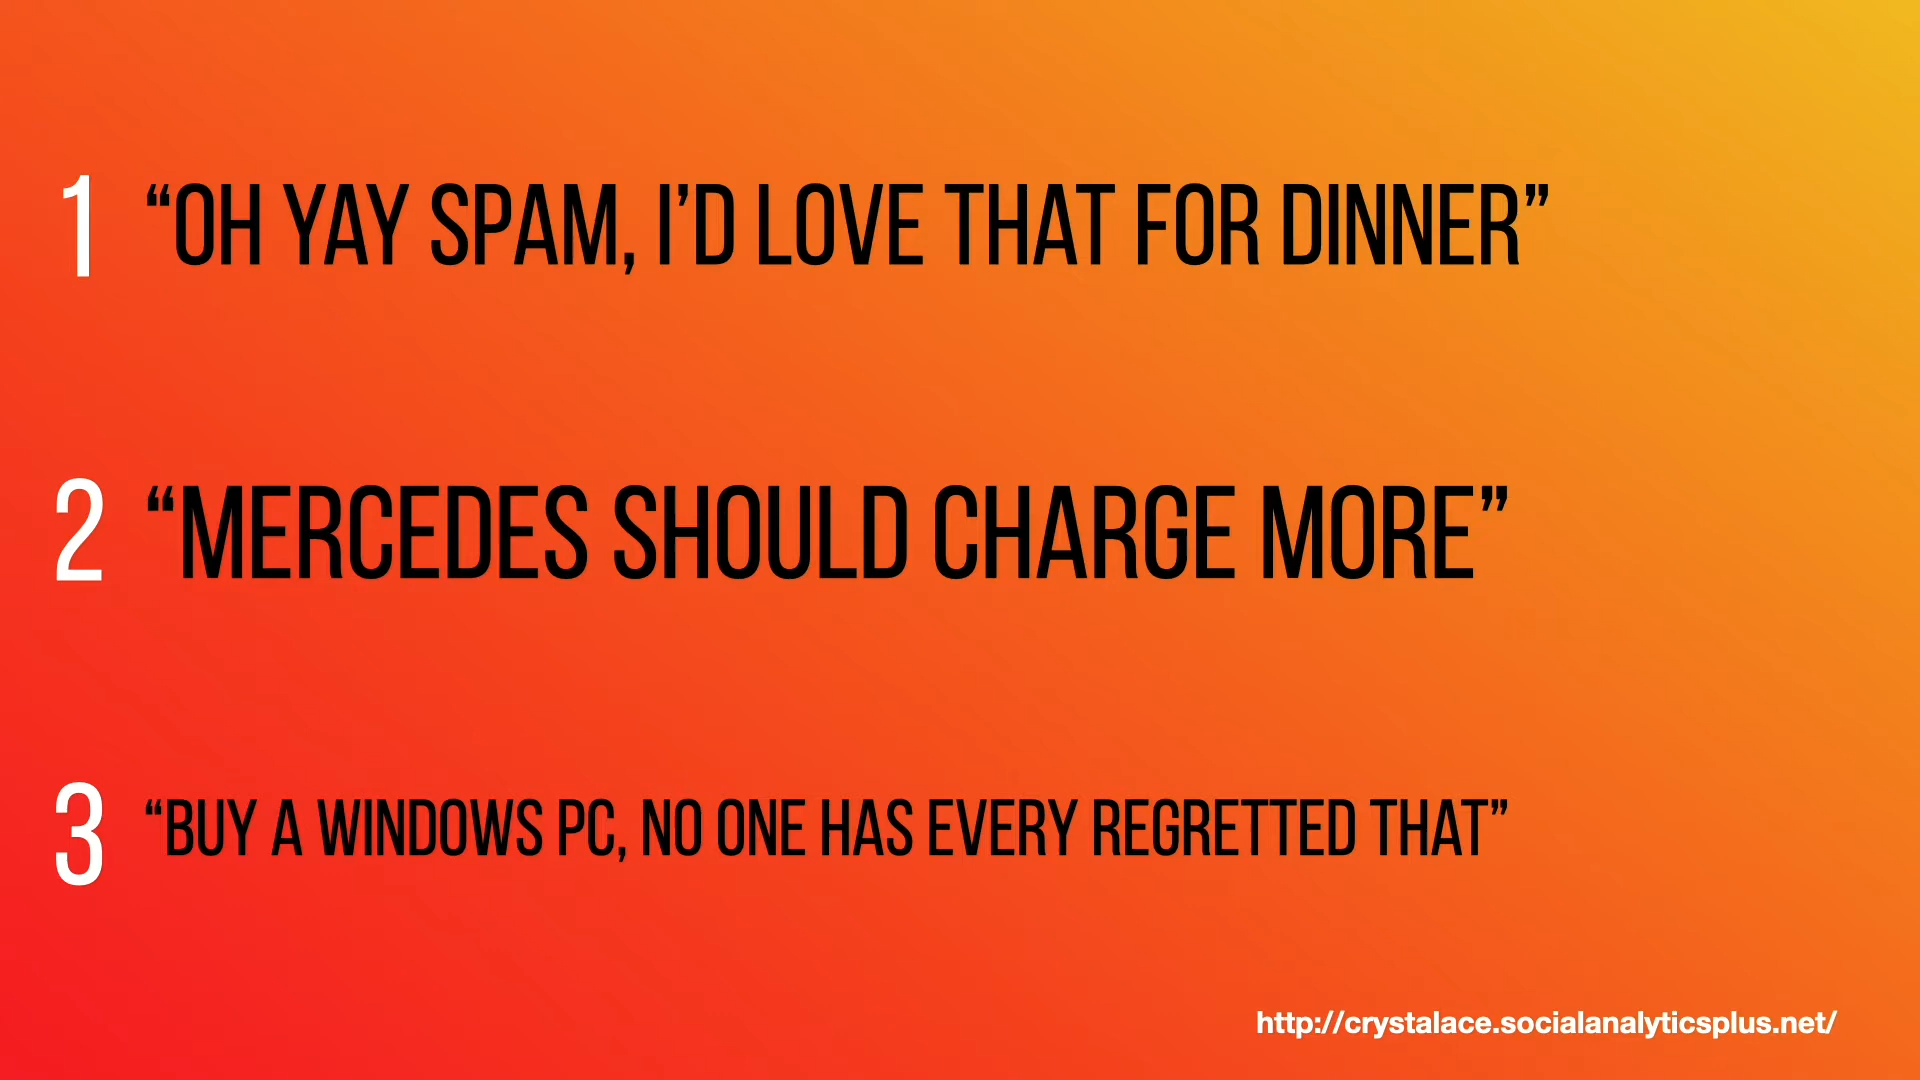 1 “OH YAY SPAM, I’D LOVE THAT FOR DINNER”
2 “MERCEDES SHOULD CHARGE MORE”
3 “BUY A WINDOWS PC, NO ONE HAS EVERY REGRETTED THAT”
http://crystalace.socialanalyticsplus.net/